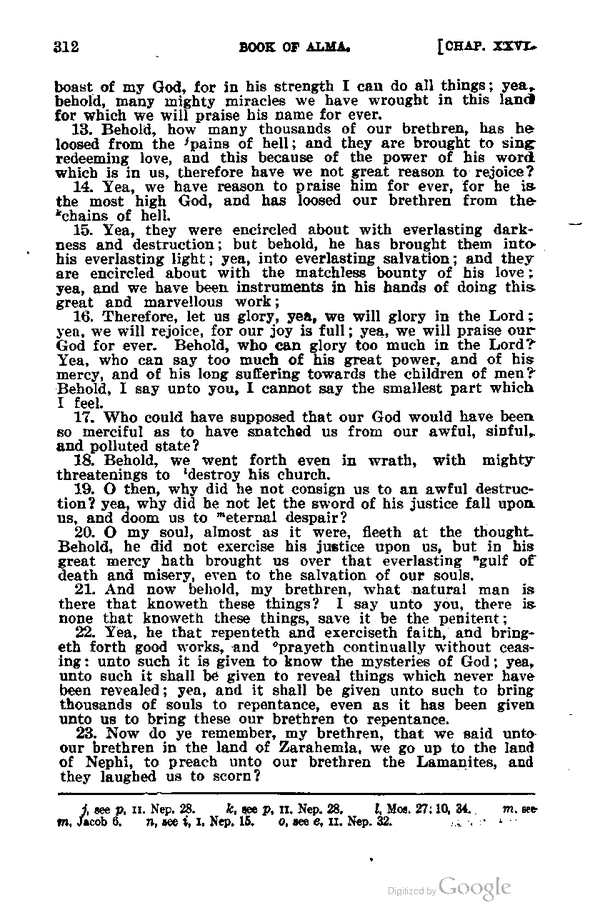 312 BOOK OF ALMA. [CHAP. XXVI.
boast of my God, for in his strength I can do all things; yea,
behold, many mighty miracles we have wrought in this land
for which we will praise his name for ever.
13. Behold, how many thousands of our brethren, has he
loosed from the ʲpains of hell; and they are brought to sing
redeeming love, and this because of the power of his word
which is in us, therefore have we not great reason to rejoice?
14. Yea, we have reason to praise him for ever, for he is
the most high God, and has loosed our brethren from the
ᵏchains of hell.
15. Yea, they were encircled about with everlasting dark-
ness and destruction; but behold, he has brought them into
his everlasting light; yea, into everlasting salvation; and they
are encircled about with the matchless bounty of his love;
yea, and we have been instruments in his hands of doing this
great and marvellous work;
16. Therefore, let us glory, yea, we will glory in the Lord;
yea, we will rejoice, for our joy is full; yea, we will praise our
God for ever. Behold, who can glory too much in the Lord?
Yea, who can say too much of his great power, and of his
mercy, and of his long suffering towards the children of men?
Behold, I say unto you, I cannot say the smallest part which
I feel.
17. Who could have supposed that our God would have been
so merciful as to have snatched us from our awful, sinful,
and polluted state?
18. Behold, we went forth even in wrath, with mighty
threatenings to ˡdestroy his church.
19. O then, why did he not consign us to an awful destruc-
tion? yea, why did he not let the sword of his justice fall upon
us, and doom us to ᵐeternal despair?
20. O my soul, almost as it were, fleeth at the thought.
Behold, he did not exercise his justice upon us, but in his
great mercy hath brought us over that everlasting ⁿgulf of
death and misery, even to the salvation of our souls.
21. And now behold, my brethren, what natural man is
there that knoweth these things? I say unto you, there is
none that knoweth these things, save it be the penitent;
22. Yea, he that repenteth and exerciseth faith, and bring-
eth forth good works, and ᵒprayeth continually without ceas-
ing: unto such it is given to know the mysteries of God; yea,
unto such it shall be given to reveal things which never have
been revealed; yea, and it shall be given unto such to bring
thousands of souls to repentance, even as it has been given
unto us to bring these our brethren to repentance.
23. Now do ye remember, my brethren, that we said unto
our brethren in the land of Zarahemla, we go up to the land
of Nephi, to preach unto our brethren the Lamanites, and
they laughed us to scorn?
j, see p, II. Nep. 28. k, see p, II. Nep. 28. l, Mos. 27: 10, 34. m, see
m, Jacob 6. n, see i, I. Nep. 15. o, see e, II. Nep. 32.
Digitized by Google